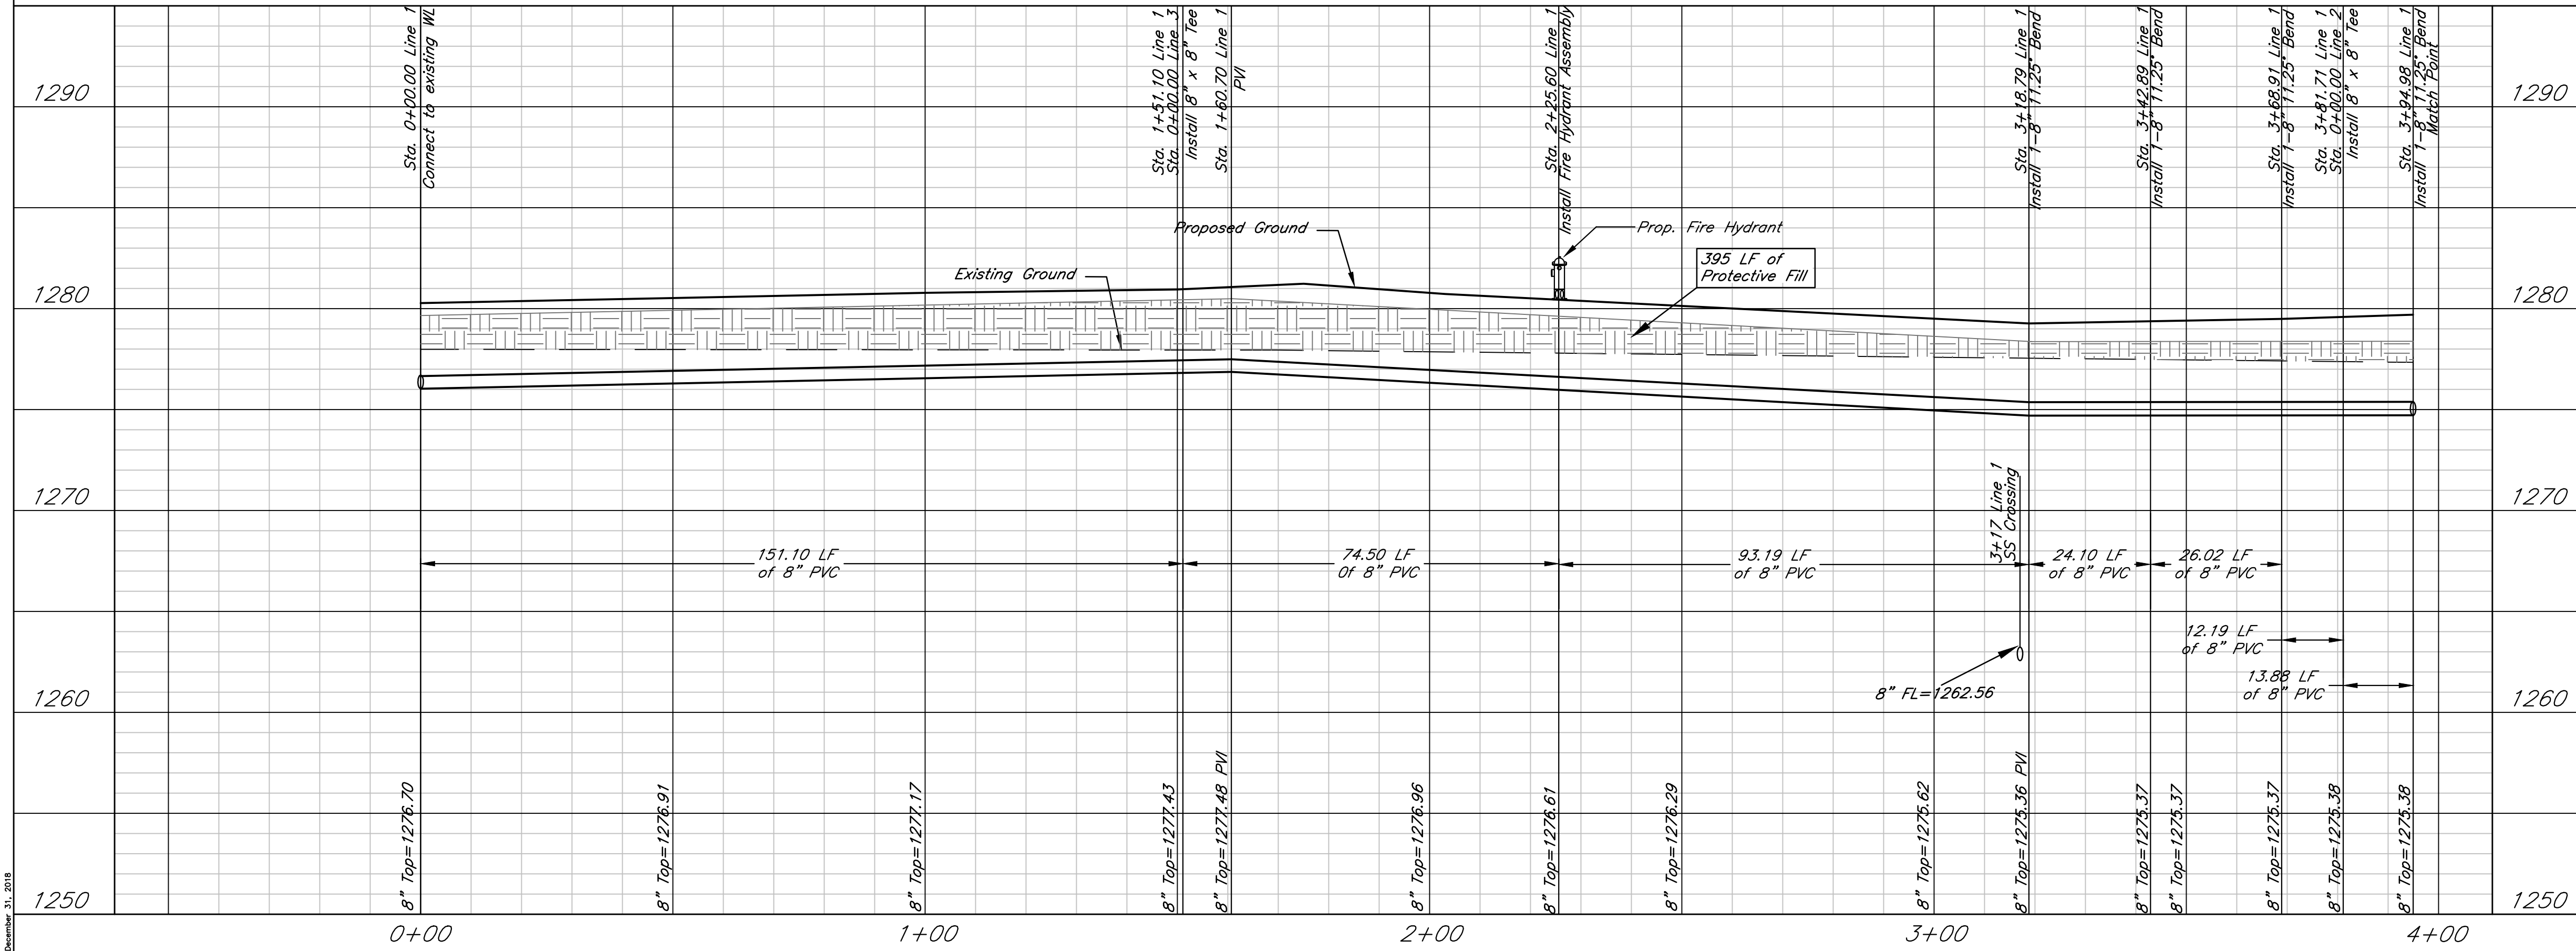 Sta. 0+00.00 Line 1
Connect to existing WL
Sta. 1+51.10 Line 1
Sta. 0+00.00 Line 3
Install 8" x 8" Tee
Sta. 1+60.70 Line 1
PVI
Sta. 2+25.60 Line 1
Install Fire Hydrant Assembly
Sta. 3+18.79 Line 1
Install 1-8" 11.25° Bend
Sta. 3+42.89 Line 1
Install 1-8" 11.25° Bend
Sta. 3+68.91 Line 1
Install 1-8" 11.25° Bend
Sta. 3+81.71 Line 1
Sta. 0+00.00 Line 2
Install 8" x 8" Tee
Sta. 3+94.98 Line 1
Install 1-8" 11.25° Bend
Match Point
1290
1290
Proposed Ground
Prop. Fire Hydrant
Existing Ground
395 LF of
Protective Fill
1280
1280
1270
1270
3+17 Line 1
SS Crossing
151.10 LF
of 8" PVC
74.50 LF
Of 8" PVC
93.19 LF
of 8" PVC
24.10 LF
of 8" PVC
26.02 LF
of 8" PVC
12.19 LF
of 8" PVC
13.88 LF
of 8" PVC
8" FL=1262.56
1260
1260
8" Top=1276.70
8" Top=1276.91
8" Top=1277.17
8" Top=1277.43
8" Top=1277.48 PVI
8" Top=1276.96
8" Top=1276.61
8" Top=1276.29
8" Top=1275.62
8" Top=1275.36 PVI
8" Top=1275.37
8" Top=1275.37
8" Top=1275.37
8" Top=1275.38
8" Top=1275.38
1250
1250
0+00
1+00
2+00
3+00
4+00
December 31, 2018